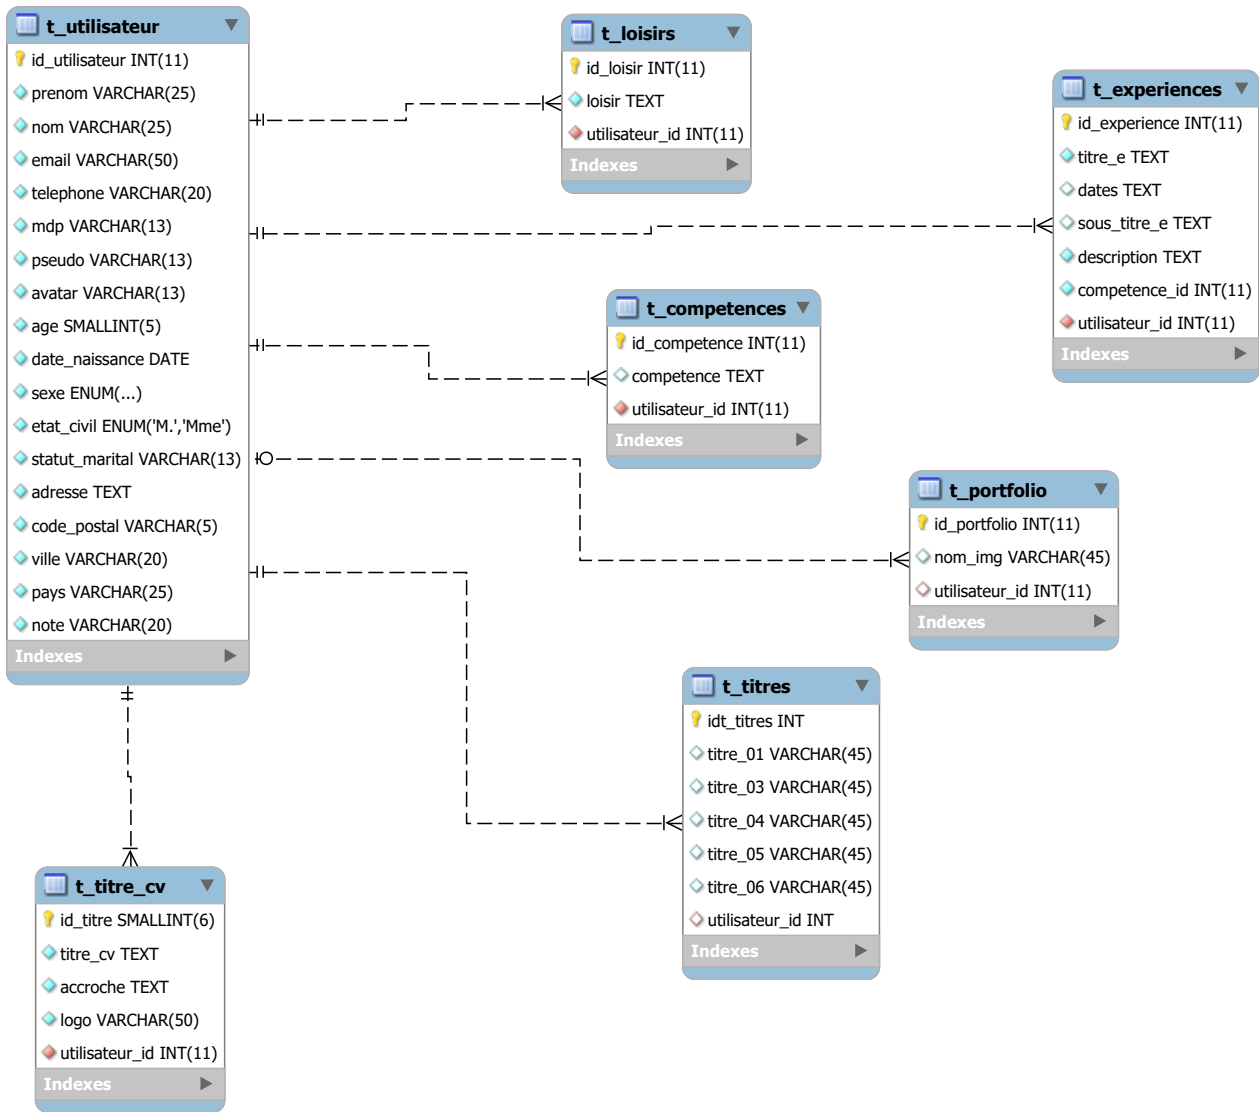 t_utilisateur
id_utilisateur INT(11)
prenom VARCHAR(25)
nom VARCHAR(25)
email VARCHAR(50)
telephone VARCHAR(20)
mdp VARCHAR(13)
pseudo VARCHAR(13)
avatar VARCHAR(13)
age SMALLINT(5)
date_naissance DATE
sexe ENUM(...)
etat_civil ENUM('M.','Mme')
statut_marital VARCHAR(13)
adresse TEXT
code_postal VARCHAR(5)
ville VARCHAR(20)
pays VARCHAR(25)
note VARCHAR(20)
Indexes
t_loisirs
id_loisir INT(11)
loisir TEXT
utilisateur_id INT(11)
Indexes
t_experiences
id_experience INT(11)
titre_e TEXT
dates TEXT
sous_titre_e TEXT
description TEXT
competence_id INT(11)
utilisateur_id INT(11)
Indexes
t_competences
id_competence INT(11)
competence TEXT
utilisateur_id INT(11)
Indexes
t_portfolio
id_portfolio INT(11)
nom_img VARCHAR(45)
utilisateur_id INT(11)
Indexes
t_titres
idt_titres INT
titre_01 VARCHAR(45)
titre_03 VARCHAR(45)
titre_04 VARCHAR(45)
titre_05 VARCHAR(45)
titre_06 VARCHAR(45)
utilisateur_id INT
Indexes
t_titre_cv
id_titre SMALLINT(6)
titre_cv TEXT
accroche TEXT
logo VARCHAR(50)
utilisateur_id INT(11)
Indexes